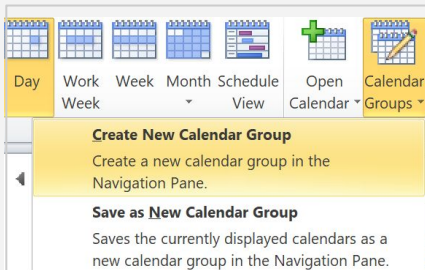 Day Work Week Week Month Schedule View Open Calendar Calendar Groups
Create New Calendar Group
Create a new calendar group in the
Navigation Pane.
Save as New Calendar Group
Saves the currently displayed calendars as a
new calendar group in the Navigation Pane.